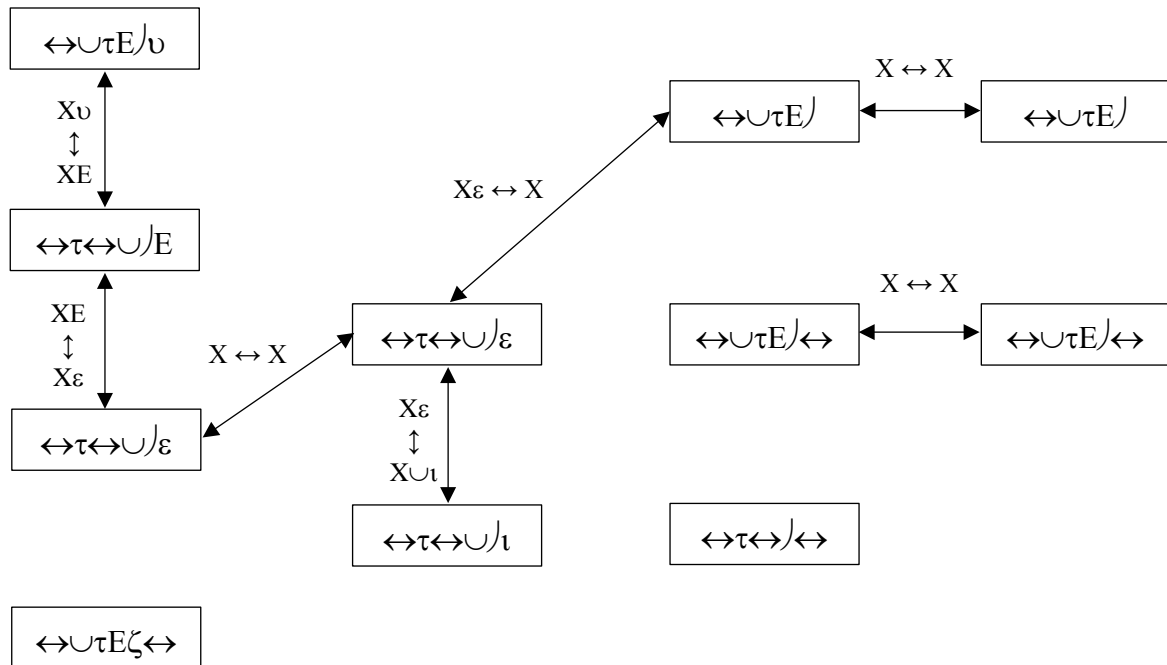 ↔∪τE╯υ
X ↔ X
Xυ
↕
XE
↔∪τE╯
↔∪τE╯
Xε ↔ X
↔τ↔∪╯E
X ↔ X
XE
↕
Xε
X ↔ X
↔τ↔∪╯ε
↔∪τE╯↔
↔∪τE╯↔
Xε
↕
X∪ι
↔τ↔∪╯ε
↔τ↔∪╯ι
↔τ↔╯↔
↔∪τEζ↔